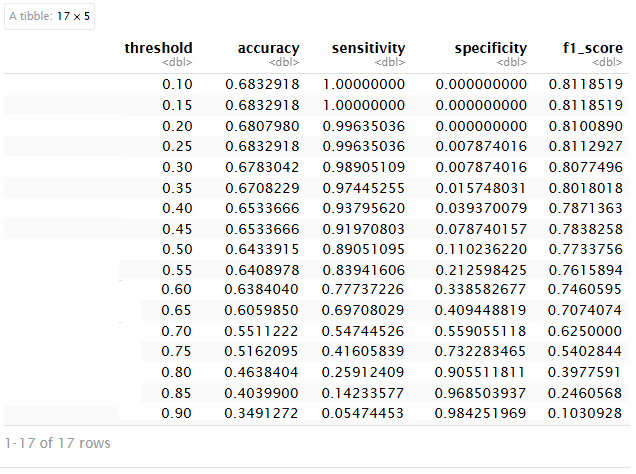 A tibble: 17 × 5
threshold accuracy sensitivity specificity f1_score
<dbl> <dbl> <dbl> <dbl> <dbl>
0.10 0.6832918 1.00000000 0.000000000 0.8118519
0.15 0.6832918 1.00000000 0.000000000 0.8118519
0.20 0.6807980 0.99635036 0.000000000 0.8100890
0.25 0.6832918 0.99635036 0.007874016 0.8112927
0.30 0.6783042 0.98905109 0.007874016 0.8077496
0.35 0.6708229 0.97445255 0.015748031 0.8018018
0.40 0.6533666 0.93795620 0.039370079 0.7871363
0.45 0.6533666 0.91970803 0.078740157 0.7838258
0.50 0.6433915 0.89051095 0.110236220 0.7733756
0.55 0.6408978 0.83941606 0.212598425 0.7615894
0.60 0.6384040 0.77737226 0.338582677 0.7460595
0.65 0.6059850 0.69708029 0.409448819 0.7074074
0.70 0.5511222 0.54744526 0.559055118 0.6250000
0.75 0.5162095 0.41605839 0.732283465 0.5402844
0.80 0.4638404 0.25912409 0.905511811 0.3977591
0.85 0.4039900 0.14233577 0.968503937 0.2460568
0.90 0.3491272 0.05474453 0.984251969 0.1030928
1-17 of 17 rows